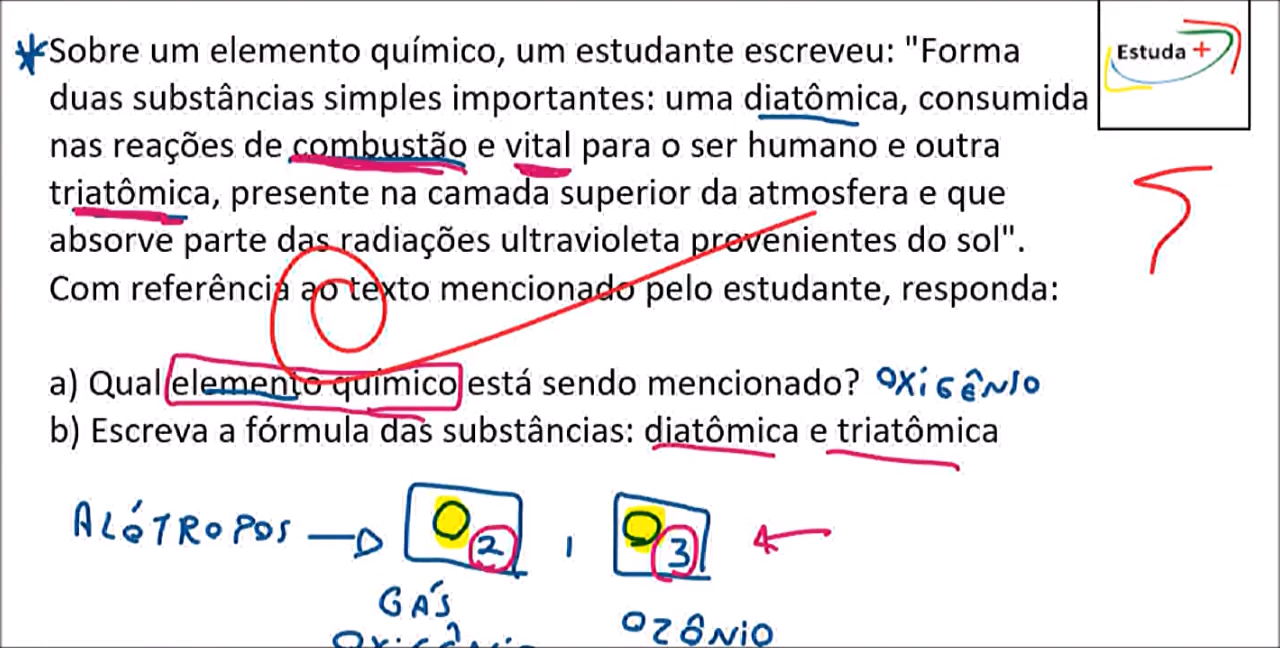 *Sobre um elemento químico, um estudante escreveu: "Forma
duas substâncias simples importantes: uma diatômica, consumida
nas reações de combustão e vital para o ser humano e outra
triatômica, presente na camada superior da atmosfera e que
absorve parte das radiações ultravioleta provenientes do sol".
Com referência ao texto mencionado pelo estudante, responda:
Estuda +
a) Qual elemento químico está sendo mencionado? OXiGÊNIO
b) Escreva a fórmula das substâncias: diatômica e triatômica
ALÓTROPOS → O2 , O3
GÁS OZÔNiO
OXiGÊNiO